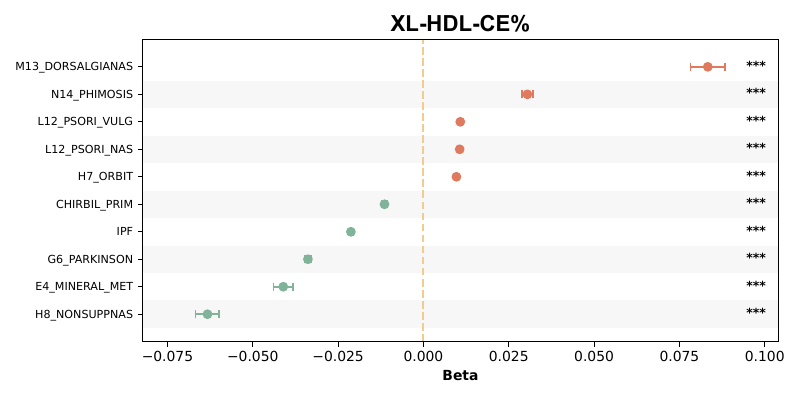 XL-HDL-CE%
M13_DORSALGIANAS ***
N14_PHIMOSIS ***
L12_PSORI_VULG ***
L12_PSORI_NAS ***
H7_ORBIT ***
CHIRBIL_PRIM ***
IPF ***
G6_PARKINSON ***
E4_MINERAL_MET ***
H8_NONSUPPNAS ***
−0.075 −0.050 −0.025 0.000 0.025 0.050 0.075 0.100
Beta